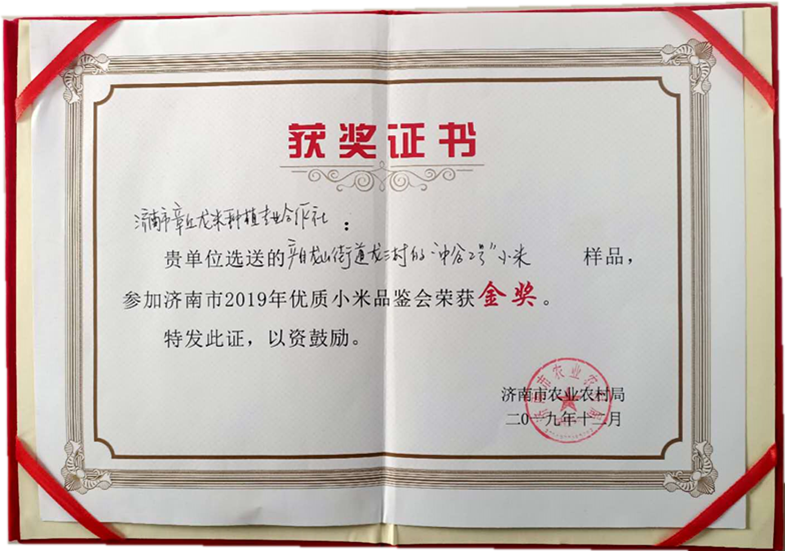 获奖证书
济南市章丘龙米种植专业合作社：
贵单位选送的产自龙山街道龙三村的“中谷2号”小米 样品，
参加济南市2019年优质小米品鉴会荣获金奖。
特发此证，以资鼓励。
济南市农业农村局
二〇一九年十二月